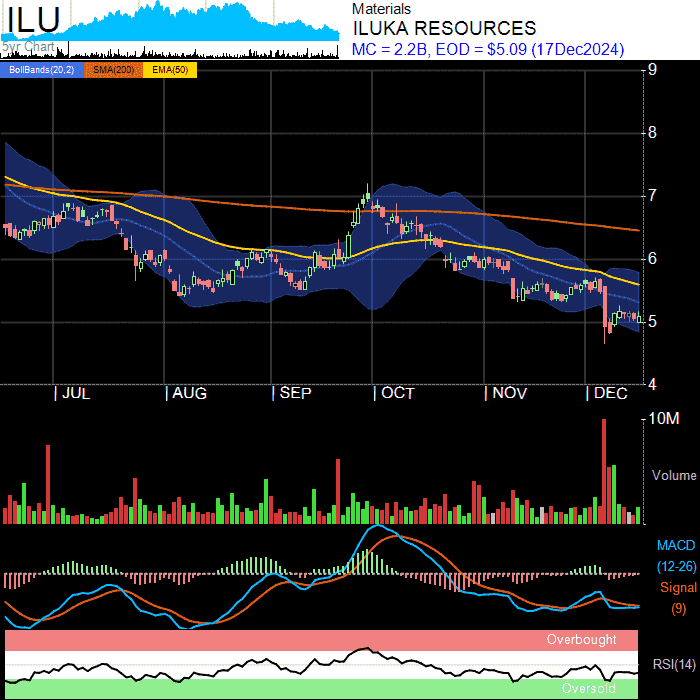 ILU
5yr Chart
Materials
ILUKA RESOURCES
MC = 2.2B, EOD = $5.09 (17Dec2024)
BollBands(20,2) SMA(200) EMA(50)
9
8
7
6
5
4
JUL AUG SEP OCT NOV DEC
10M
Volume
MACD
(12-26)
Signal
(9)
Overbought
RSI(14)
Oversold